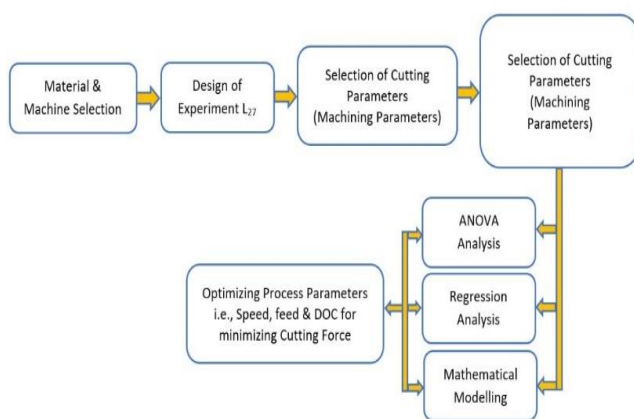 Material &
Machine Selection
Design of
Experiment L₂₇
Selection of Cutting
Parameters
(Machining Parameters)
Selection of Cutting
Parameters
(Machining
Parameters)
ANOVA
Analysis
Optimizing Process Parameters
i.e., Speed, feed & DOC for
minimizing Cutting Force
Regression
Analysis
Mathematical
Modelling